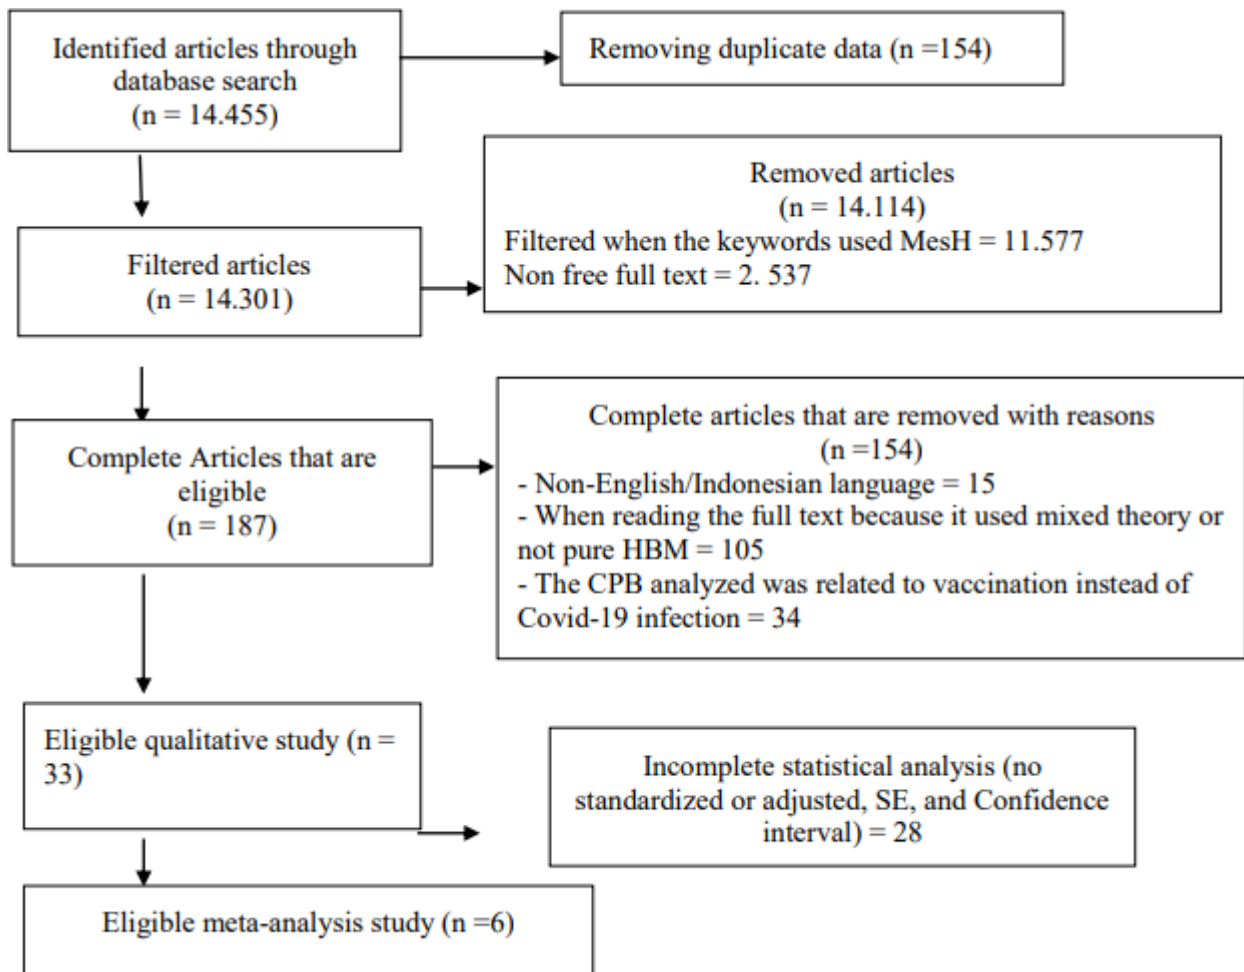 Identified articles through
database search
(n = 14.455)
Removing duplicate data (n =154)
Filtered articles
(n = 14.301)
Removed articles
(n = 14.114)
Filtered when the keywords used MesH = 11.577
Non free full text = 2. 537
Complete Articles that are
eligible
(n = 187)
Complete articles that are removed with reasons
(n =154)
- Non-English/Indonesian language = 15
- When reading the full text because it used mixed theory or
not pure HBM = 105
- The CPB analyzed was related to vaccination instead of
Covid-19 infection = 34
Eligible qualitative study (n =
33)
Incomplete statistical analysis (no
standardized or adjusted, SE, and Confidence
interval) = 28
Eligible meta-analysis study (n =6)